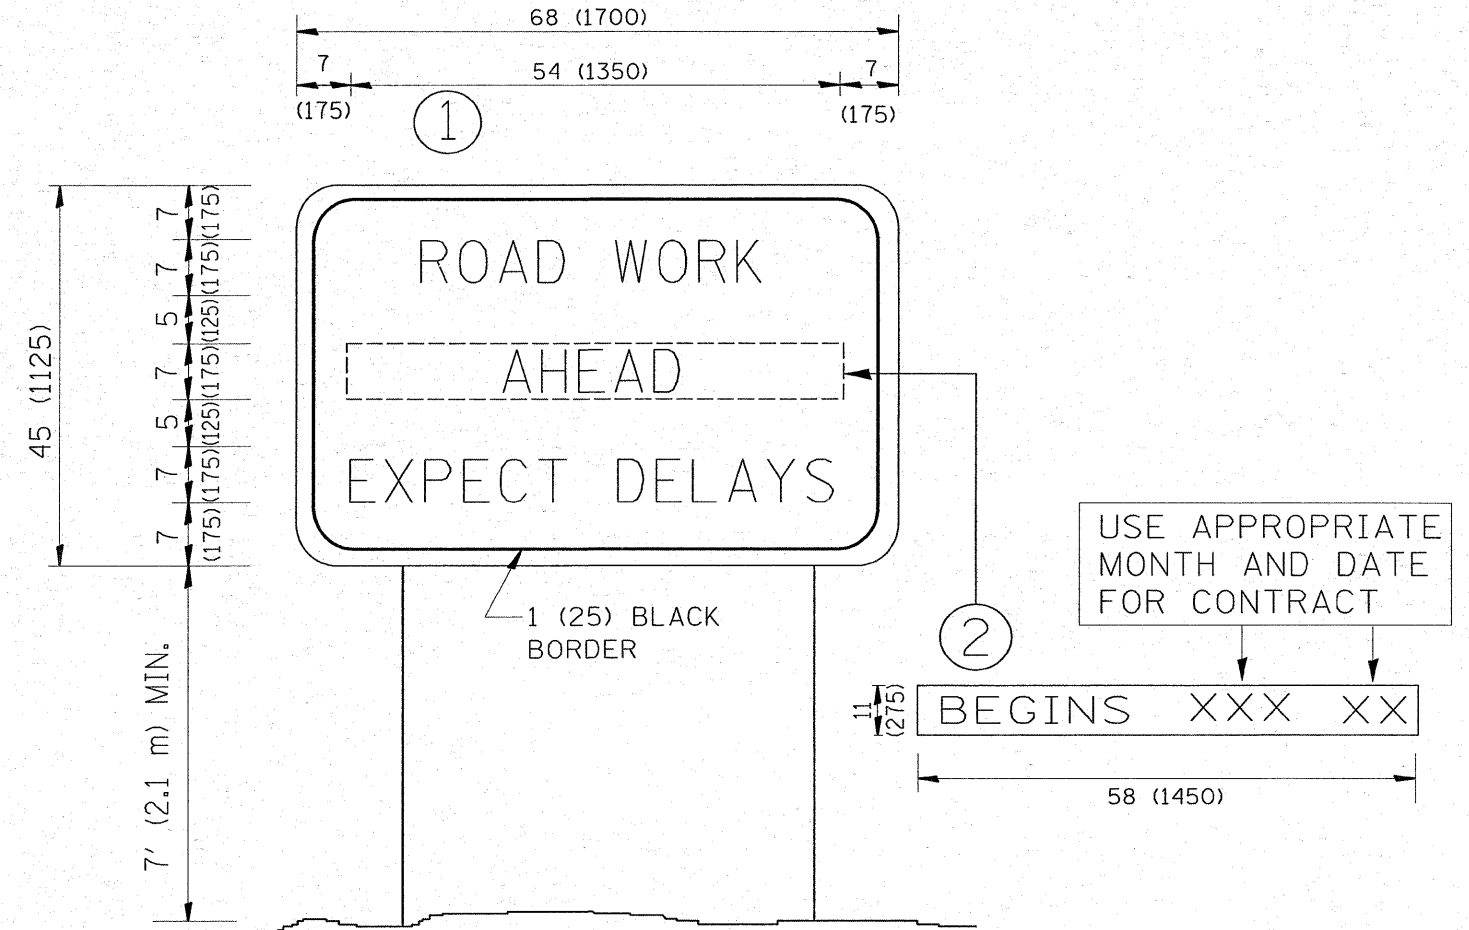 68 (1700)
7 54 (1350) 7
(175) (175)
1
7 (175)
7 (175)
5 (125)
7 (175)
5 (125)
7 (175)
7 (175)
45 (1125)
ROAD WORK
AHEAD
EXPECT DELAYS
1 (25) BLACK
BORDER
7' (2.1 m) MIN.
2
USE APPROPRIATE
MONTH AND DATE
FOR CONTRACT
11
(275)
BEGINS XXX XX
58 (1450)